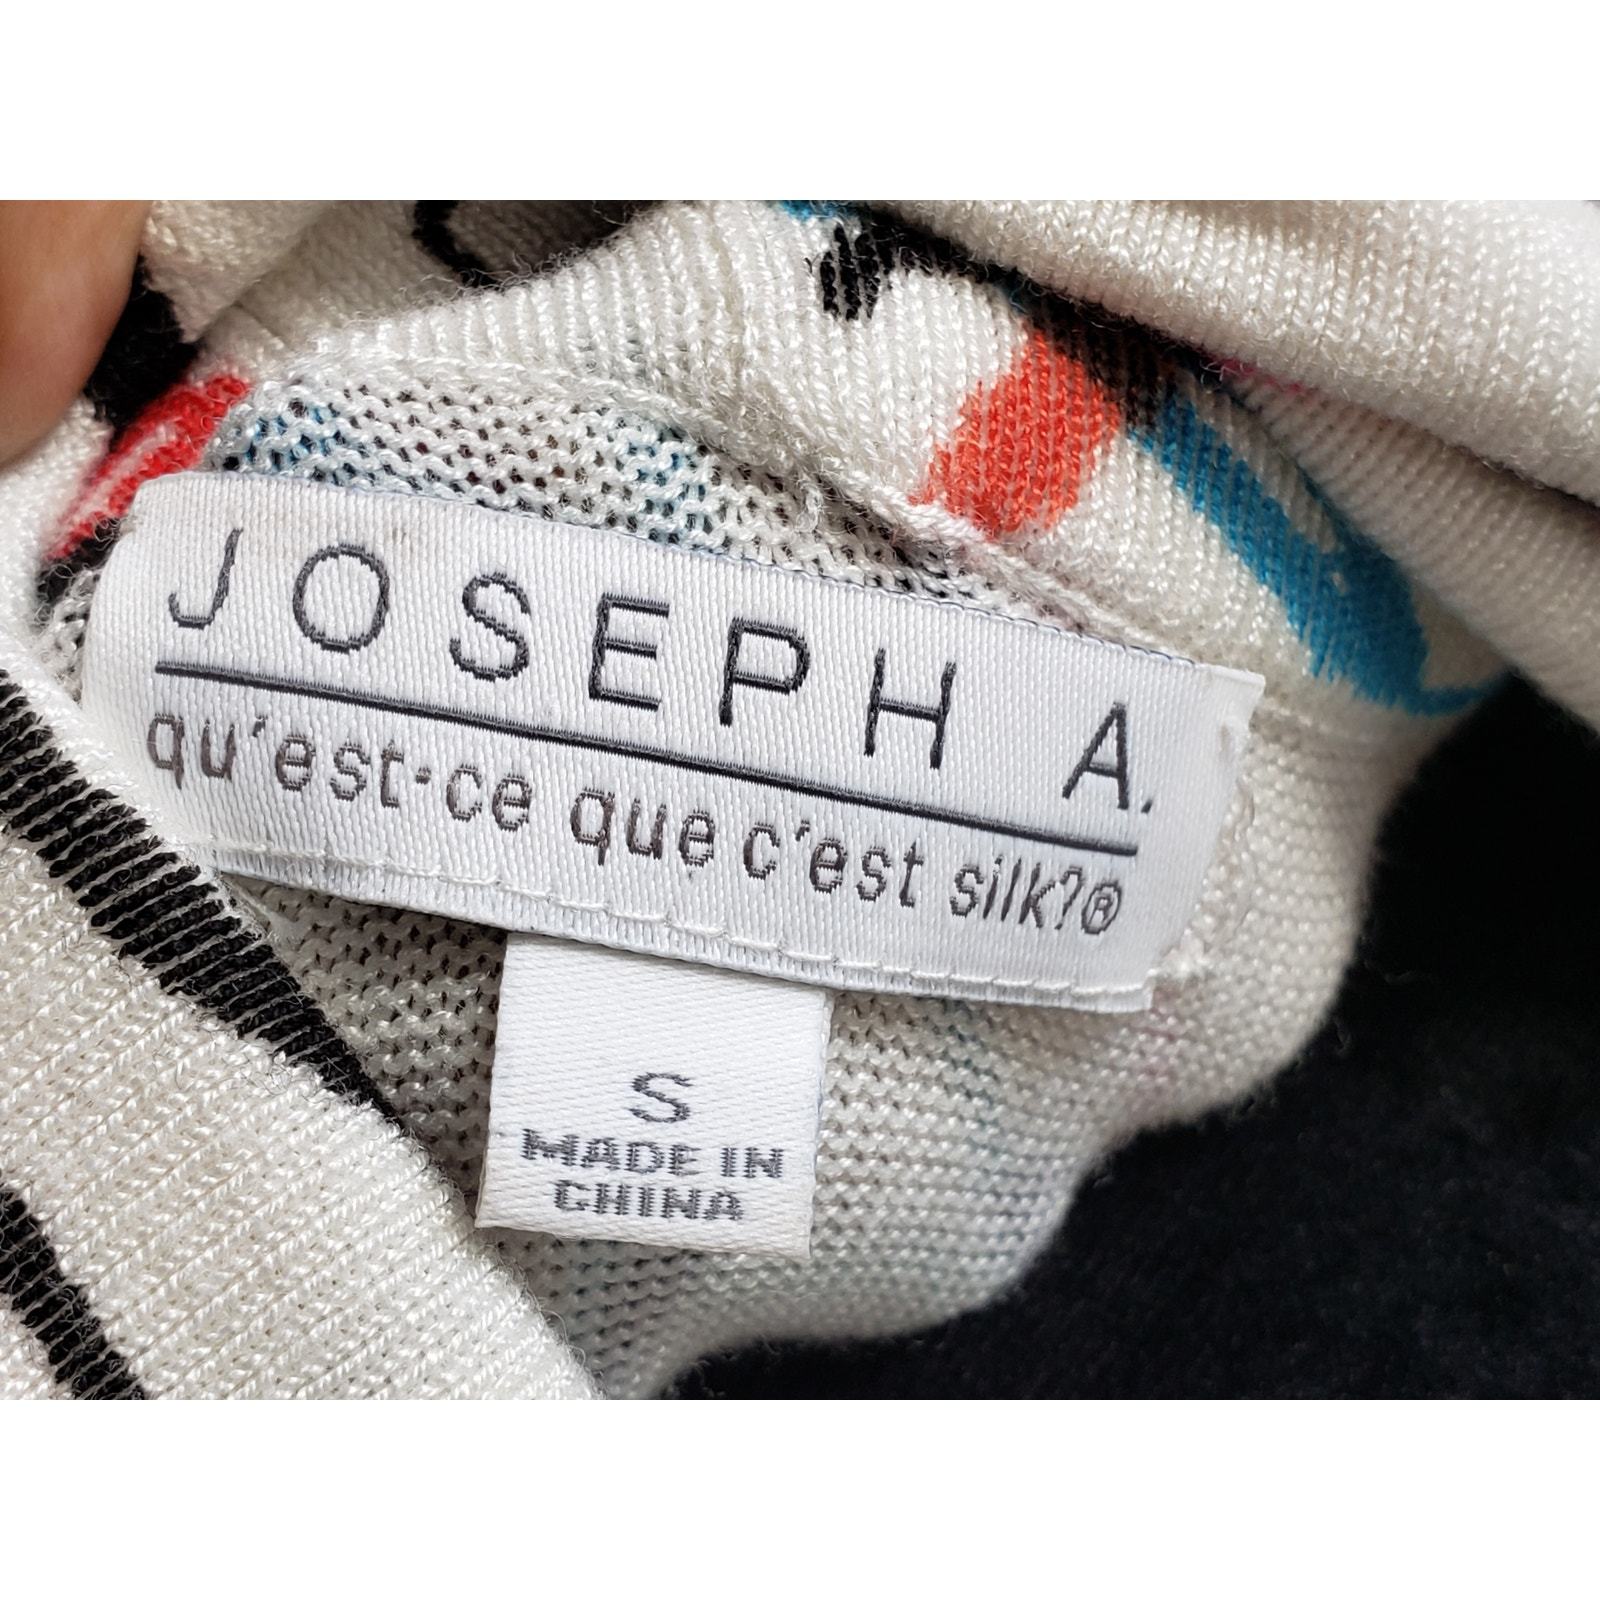 JOSEPH A.
qu'est-ce que c'est silk?®
S
MADE IN
CHINA